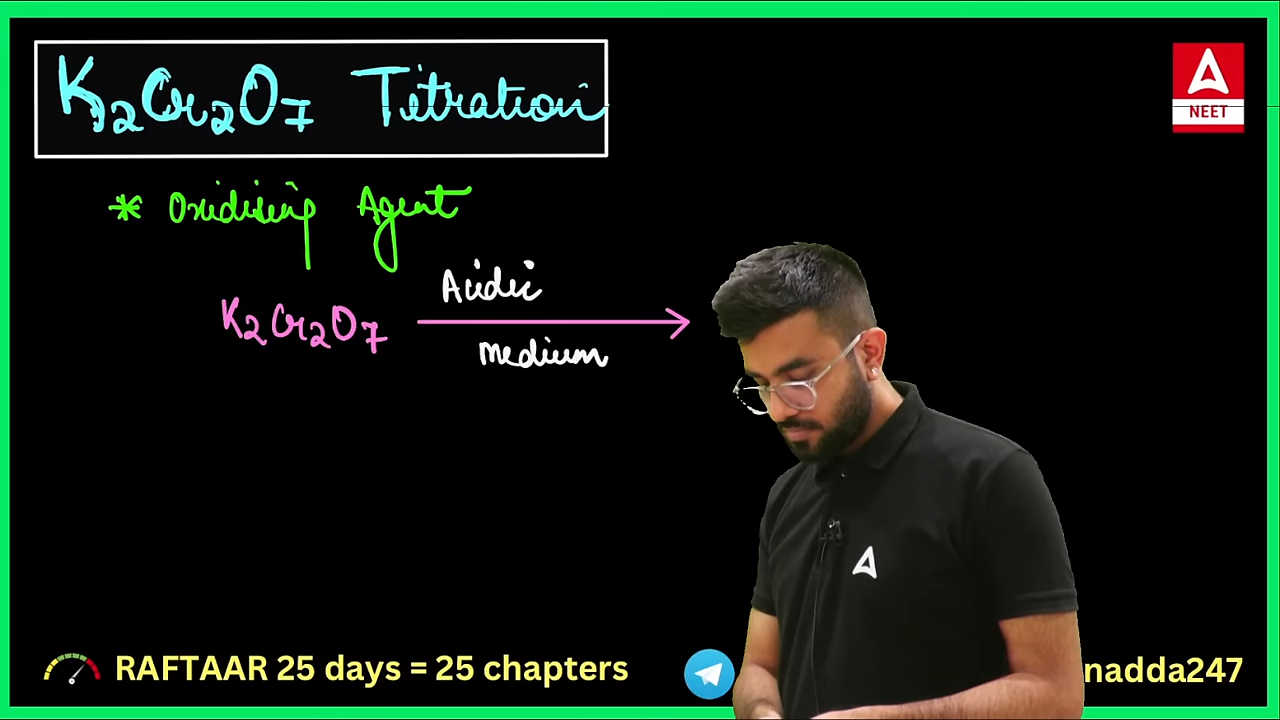 K₂Cr₂O₇ Titration
NEET
* Oxidising Agent
K₂Cr₂O₇
Acidic
Medium
RAFTAAR 25 days = 25 chapters
nadda247